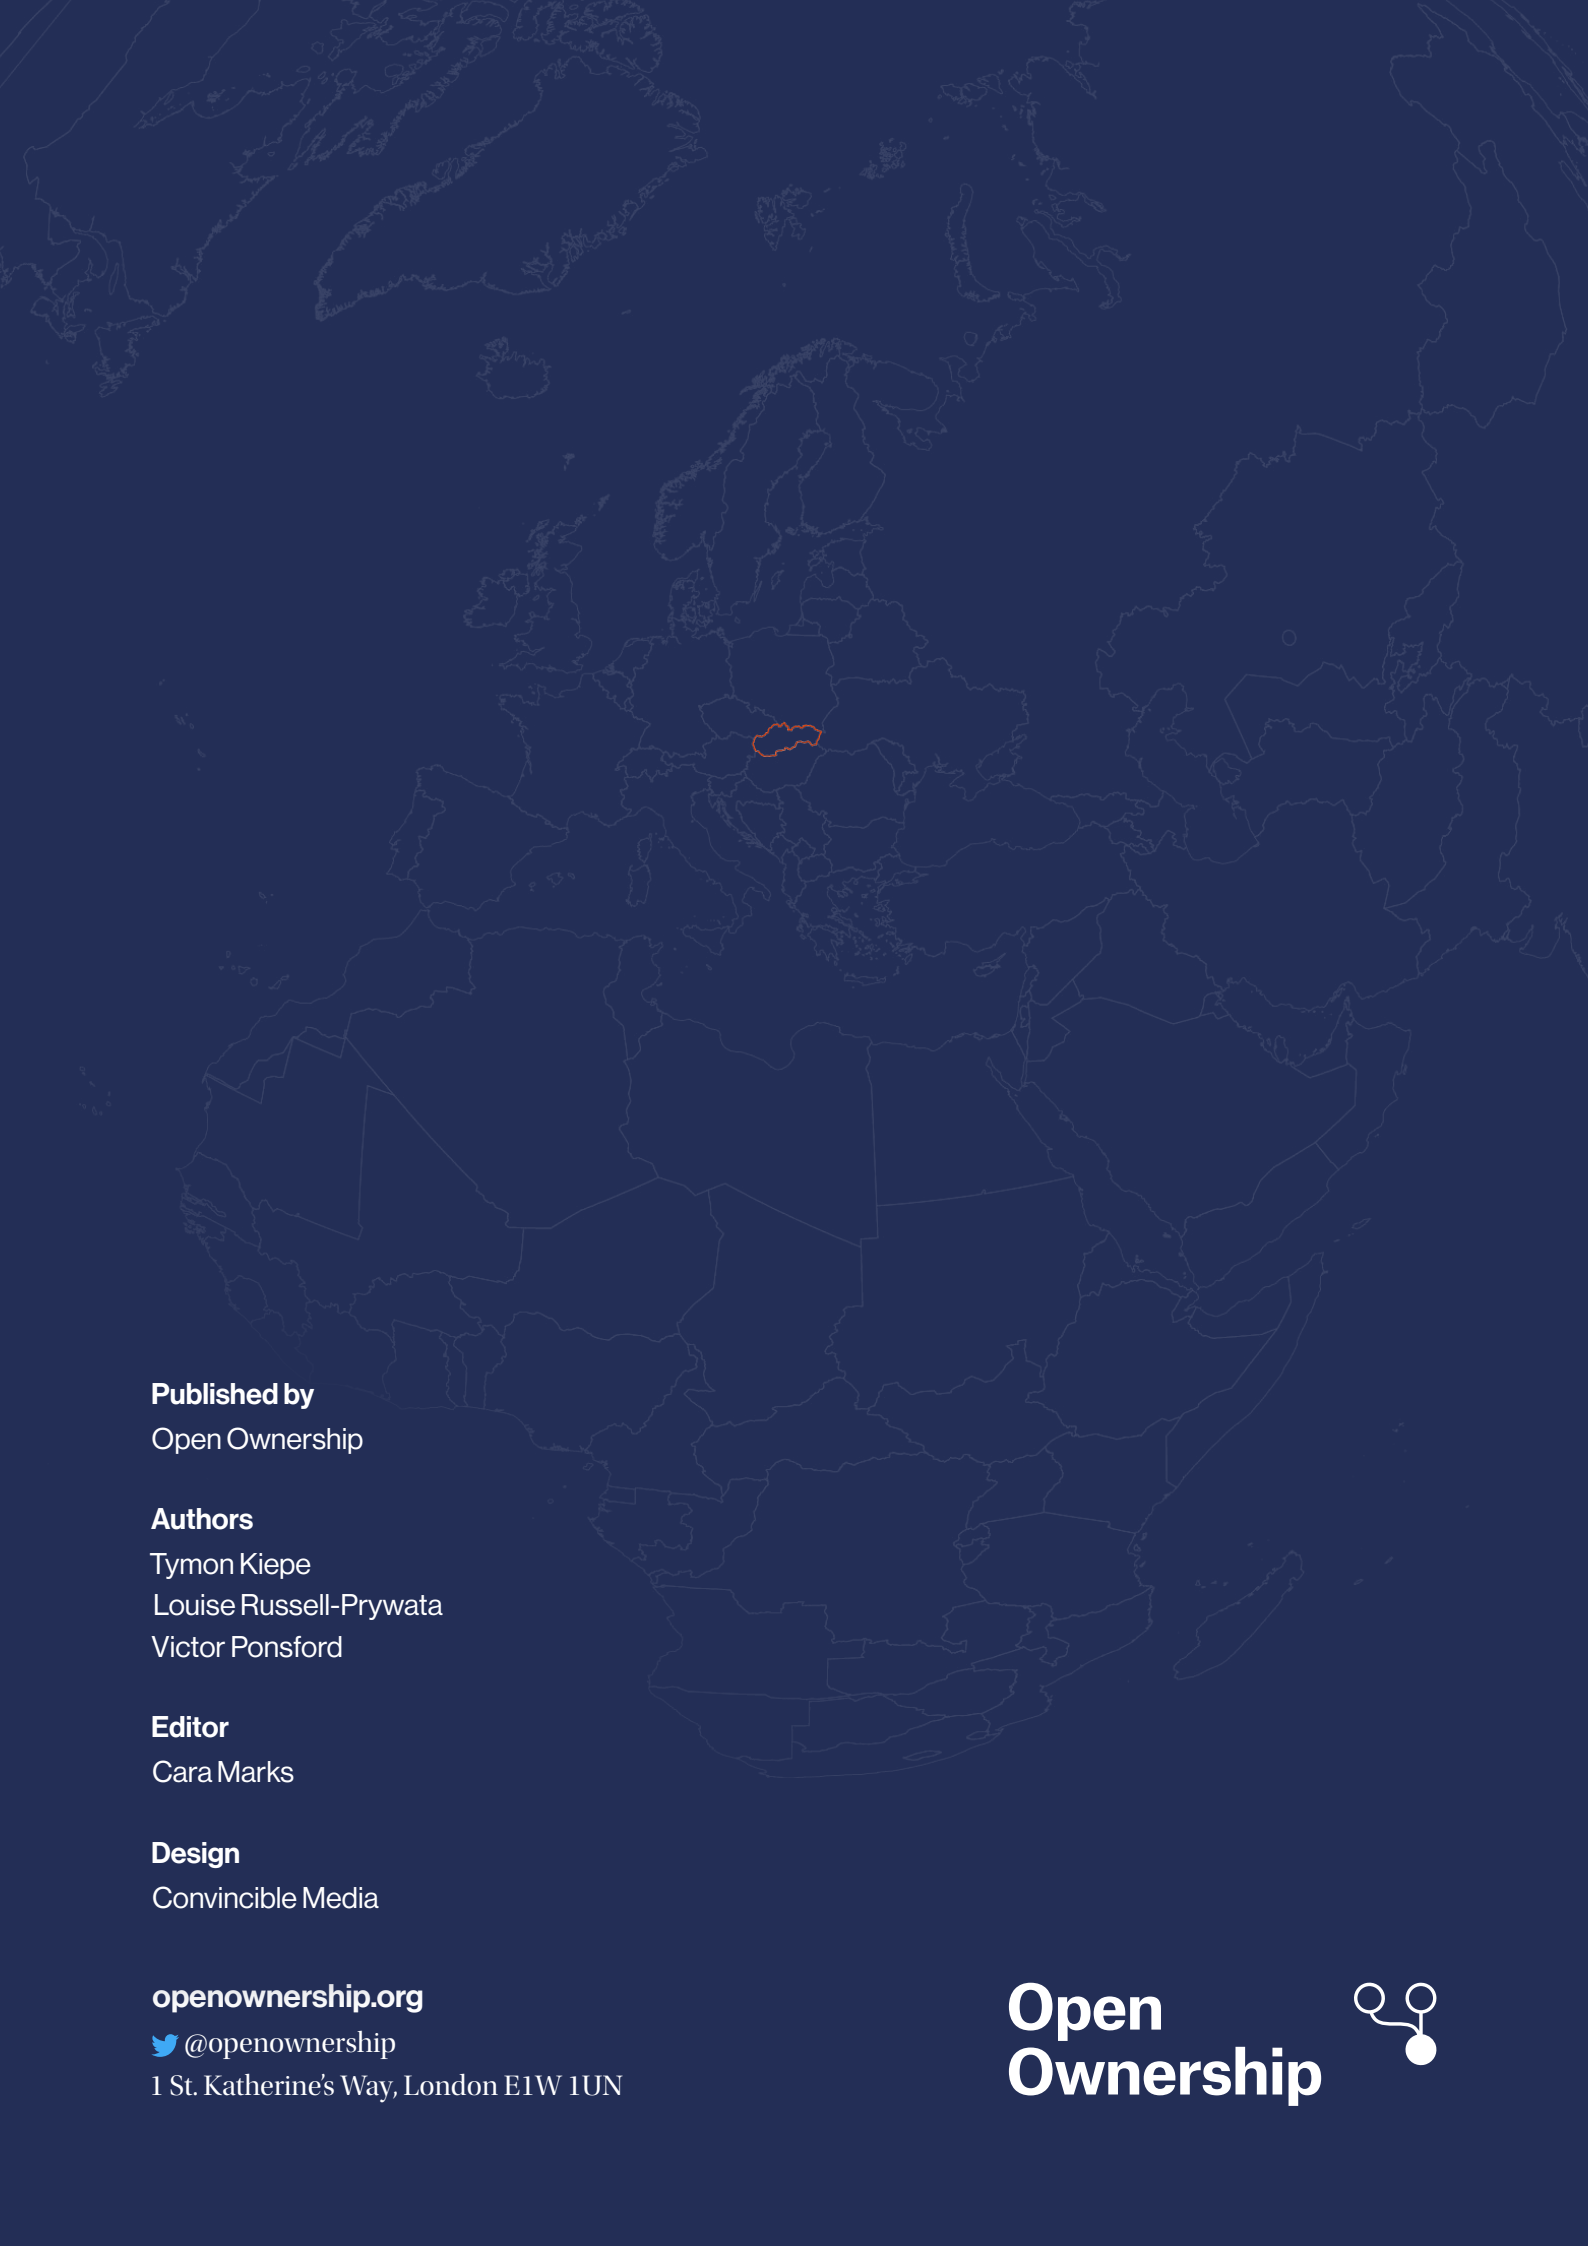 Published by
Open Ownership
Authors
Tymon Kiepe
Louise Russell-Prywata
Victor Ponsford
Editor
Cara Marks
Design
Convincible Media
openownership.org
@openownership
1 St. Katherine’s Way, London E1W 1UN
Open
Ownership